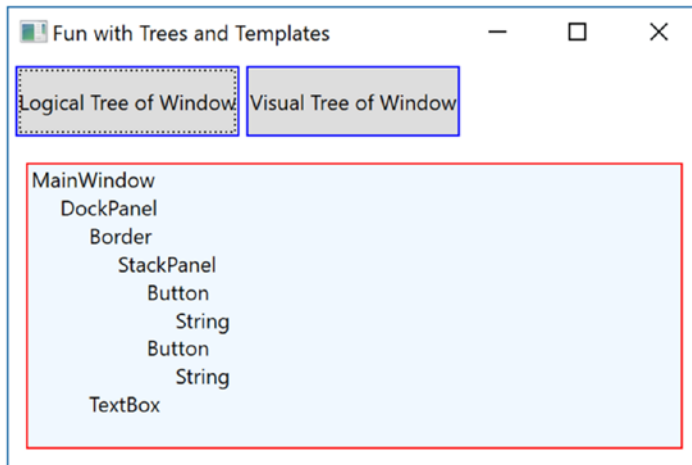 Fun with Trees and Templates
Logical Tree of Window Visual Tree of Window
MainWindow
DockPanel
Border
StackPanel
Button
String
Button
String
TextBox